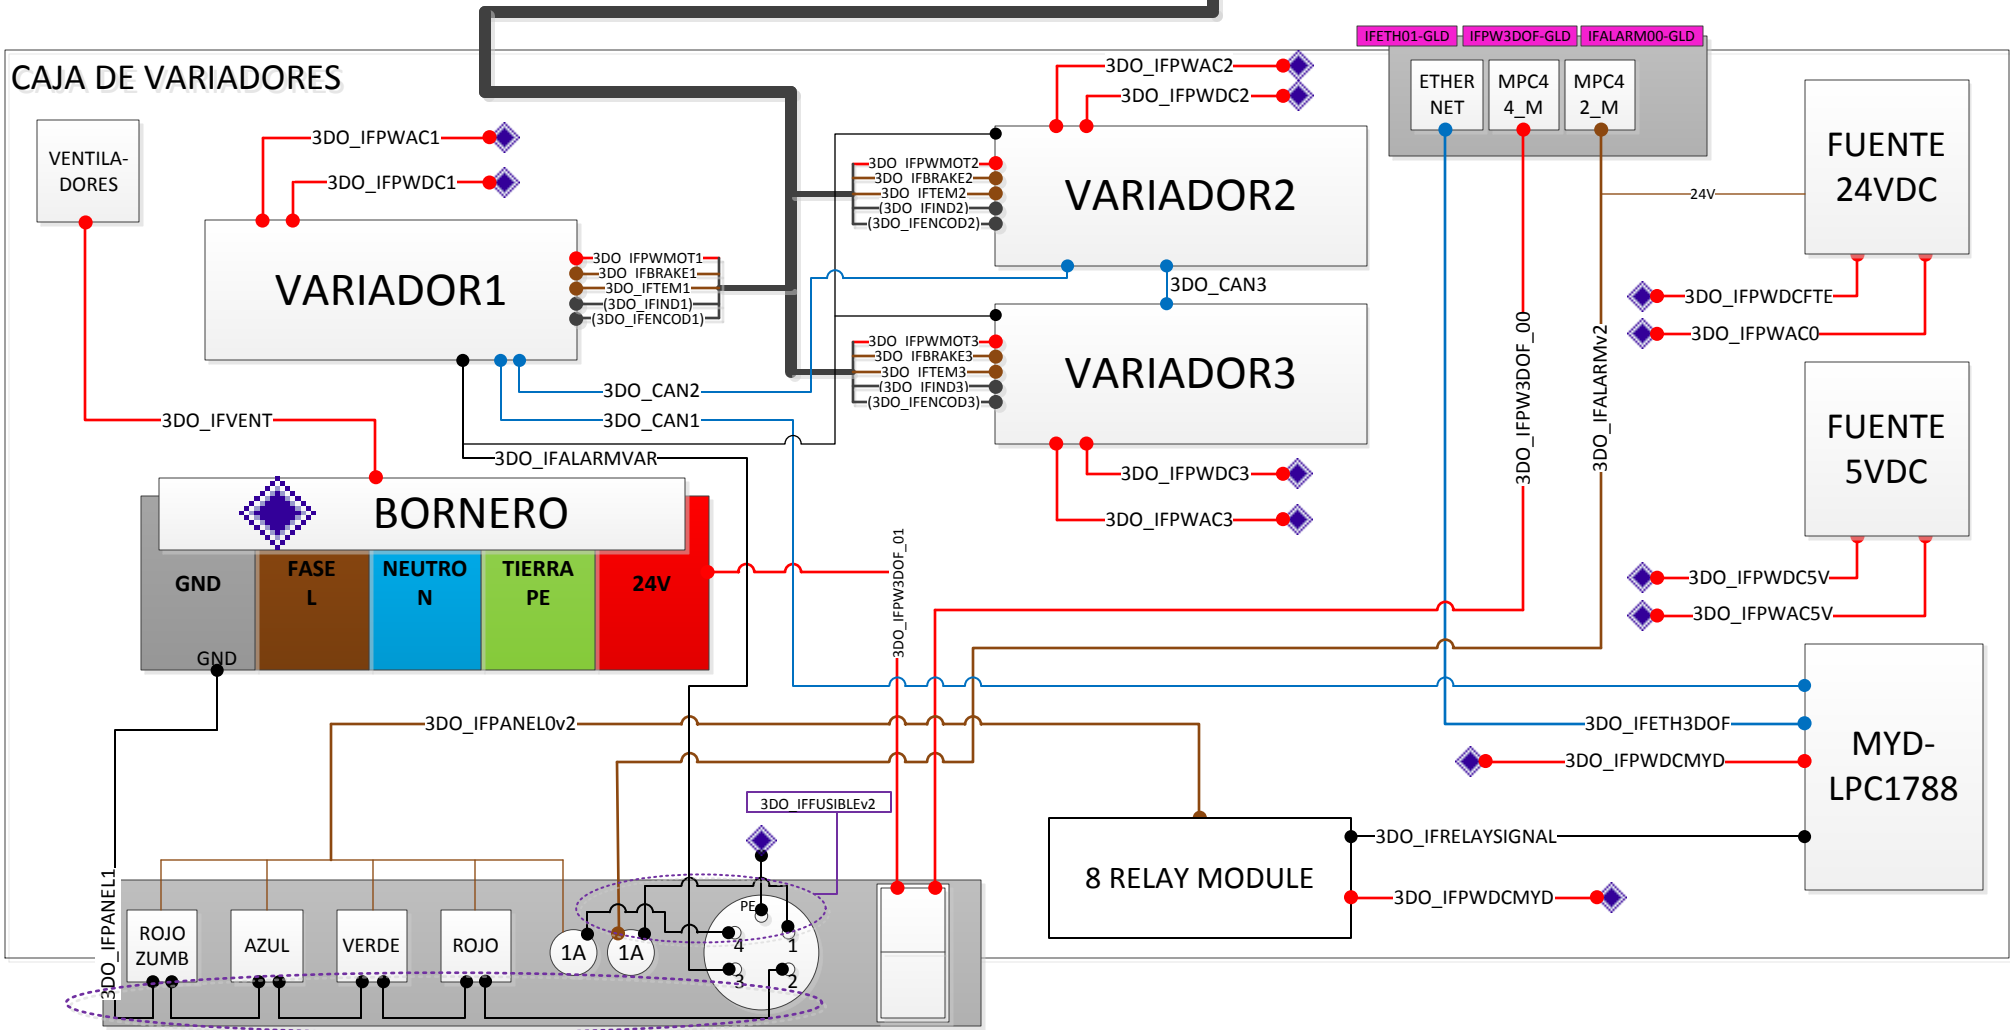 IFETH01-GLD
IFPW3DOF-GLD
IFALARM00-GLD
CAJA DE VARIADORES
3DO_IFPWAC2
3DO_IFPWDC2
ETHER
NET
MPC4
4_M
MPC4
2_M
FUENTE
24VDC
VENTILA-
DORES
3DO_IFPWAC1
3DO_IFPWDC1
VARIADOR1
3DO_IFPWMOT1
3DO_IFBRAKE1
3DO_IFTEM1
(3DO_IFIND1)
(3DO_IFENCOD1)
3DO_IFPWMOT2
3DO_IFBRAKE2
3DO_IFTEM2
(3DO_IFIND2)
(3DO_IFENCOD2)
VARIADOR2
24V
3DO_CAN3
3DO_IFPWDCFTE
3DO_IFPWAC0
3DO_IFPWMOT3
3DO_IFBRAKE3
3DO_IFTEM3
(3DO_IFIND3)
(3DO_IFENCOD3)
VARIADOR3
3DO_IFPW3DOF_00
3DO_IFALARMv2
3DO_CAN2
3DO_CAN1
3DO_IFVENT
3DO_IFALARMVAR
3DO_IFPWDC3
3DO_IFPWAC3
FUENTE
5VDC
BORNERO
GND
FASE
L
NEUTRO
N
TIERRA
PE
24V
GND
3DO_IFPW3DOF_01
3DO_IFPWDC5V
3DO_IFPWAC5V
3DO_IFPANEL0v2
3DO_IFETH3DOF
3DO_IFPWDCMYD
MYD-
LPC1788
3DO_IFFUSIBLEv2
3DO_IFRELAYSIGNAL
8 RELAY MODULE
3DO_IFPWDCMYD
3DO_IFPANEL1
ROJO
ZUMB
AZUL
VERDE
ROJO
1A
1A
PE
4
1
3
2